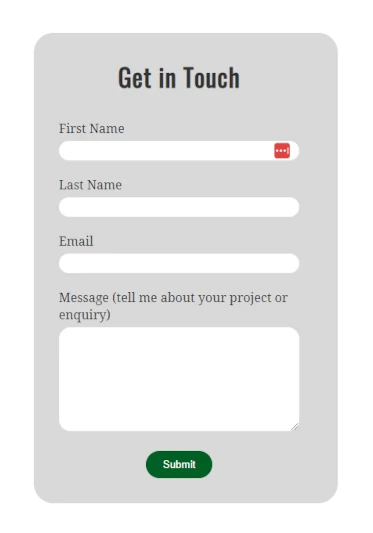 Get in Touch
First Name
Last Name
Email
Message (tell me about your project or
enquiry)
Submit